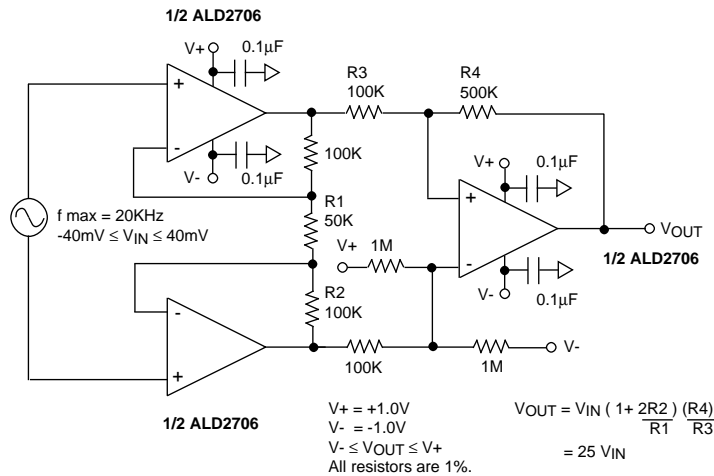 1/2 ALD2706
V+
0.1μF
+
-
V-
0.1μF
R3
100K
R4
500K
100K
R1
50K
f max = 20KHz
-40mV ≤ VIN ≤ 40mV
V+
1M
V+
0.1μF
+
-
VOUT
1/2 ALD2706
V-
0.1μF
R2
100K
-
+
100K
1M
V-
1/2 ALD2706
V+ = +1.0V
V- = -1.0V
V- ≤ VOUT ≤ V+
All resistors are 1%.
VOUT = VIN ( 1+ 2R2 ) (R4)
R1 R3
= 25 VIN